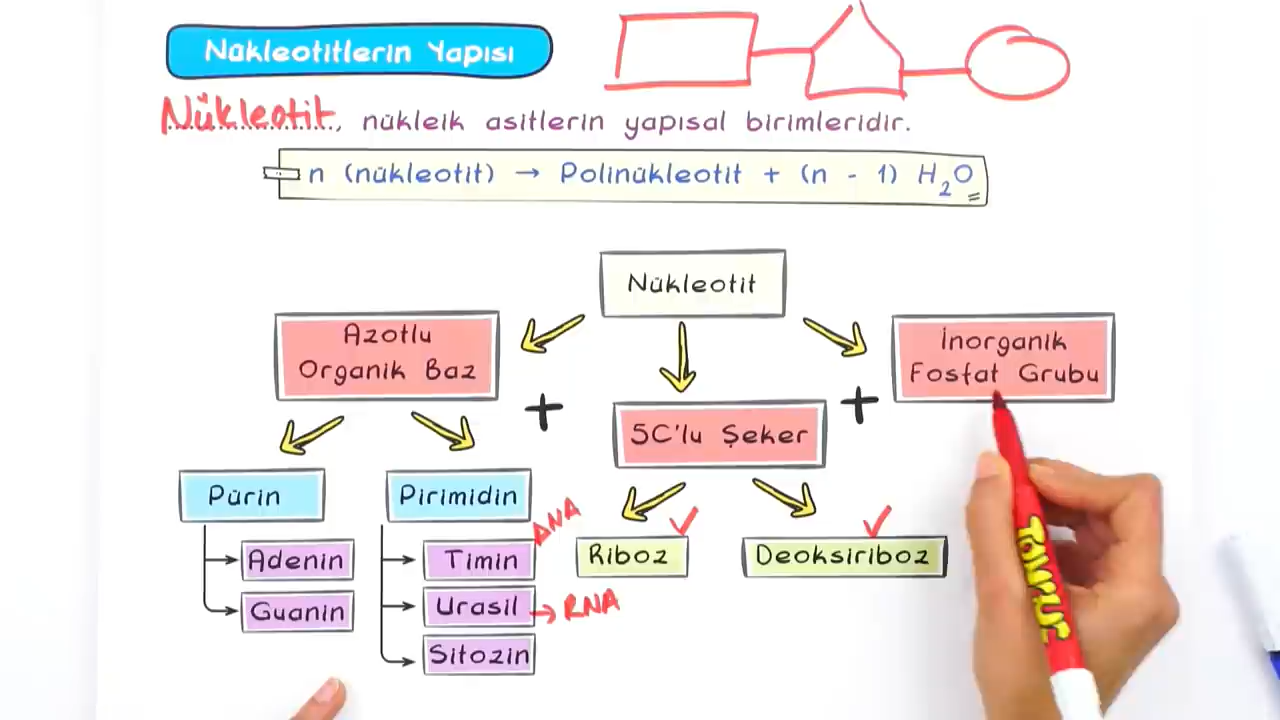 Nükleotitlerin Yapısı
Nükleotit, nükleik asitlerin yapısal birimleridir.
n (nükleotit) → Polinükleotit + (n - 1) H₂O
Nükleotit
Azotlu
Organik Baz
İnorganik
Fosfat Grubu
+
+
5C'lu Şeker
Pürin
Pirimidin
DNA
Riboz
Deoksiriboz
Adenin
Timin
Guanin
Urasil → RNA
Sitozin